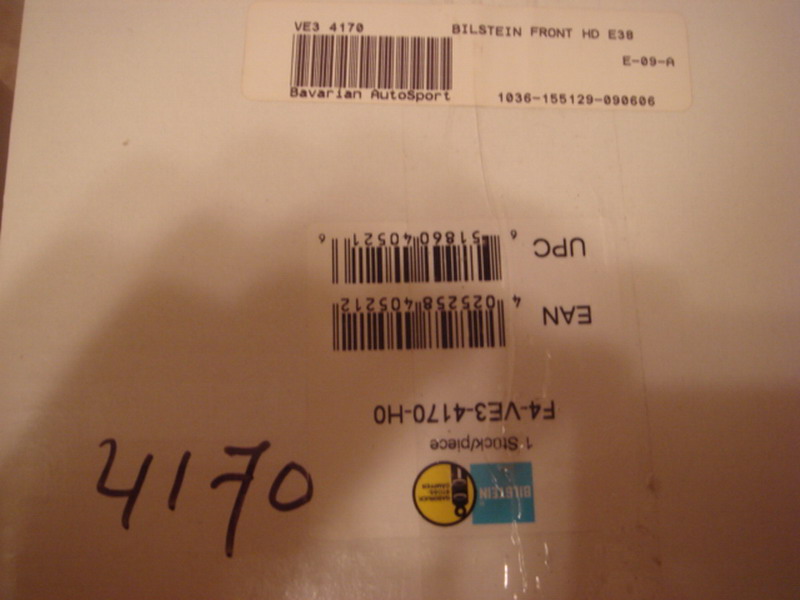 VE3 4170
BILSTEIN FRONT HD E38
E-09-A
Bavarian AutoSport
1036-155129-090606
UPC
6 51860 40521 6
EAN
4 025258 405212
F4-VE3-4170-H0
1 Stück/piece
BILSTEIN
4170